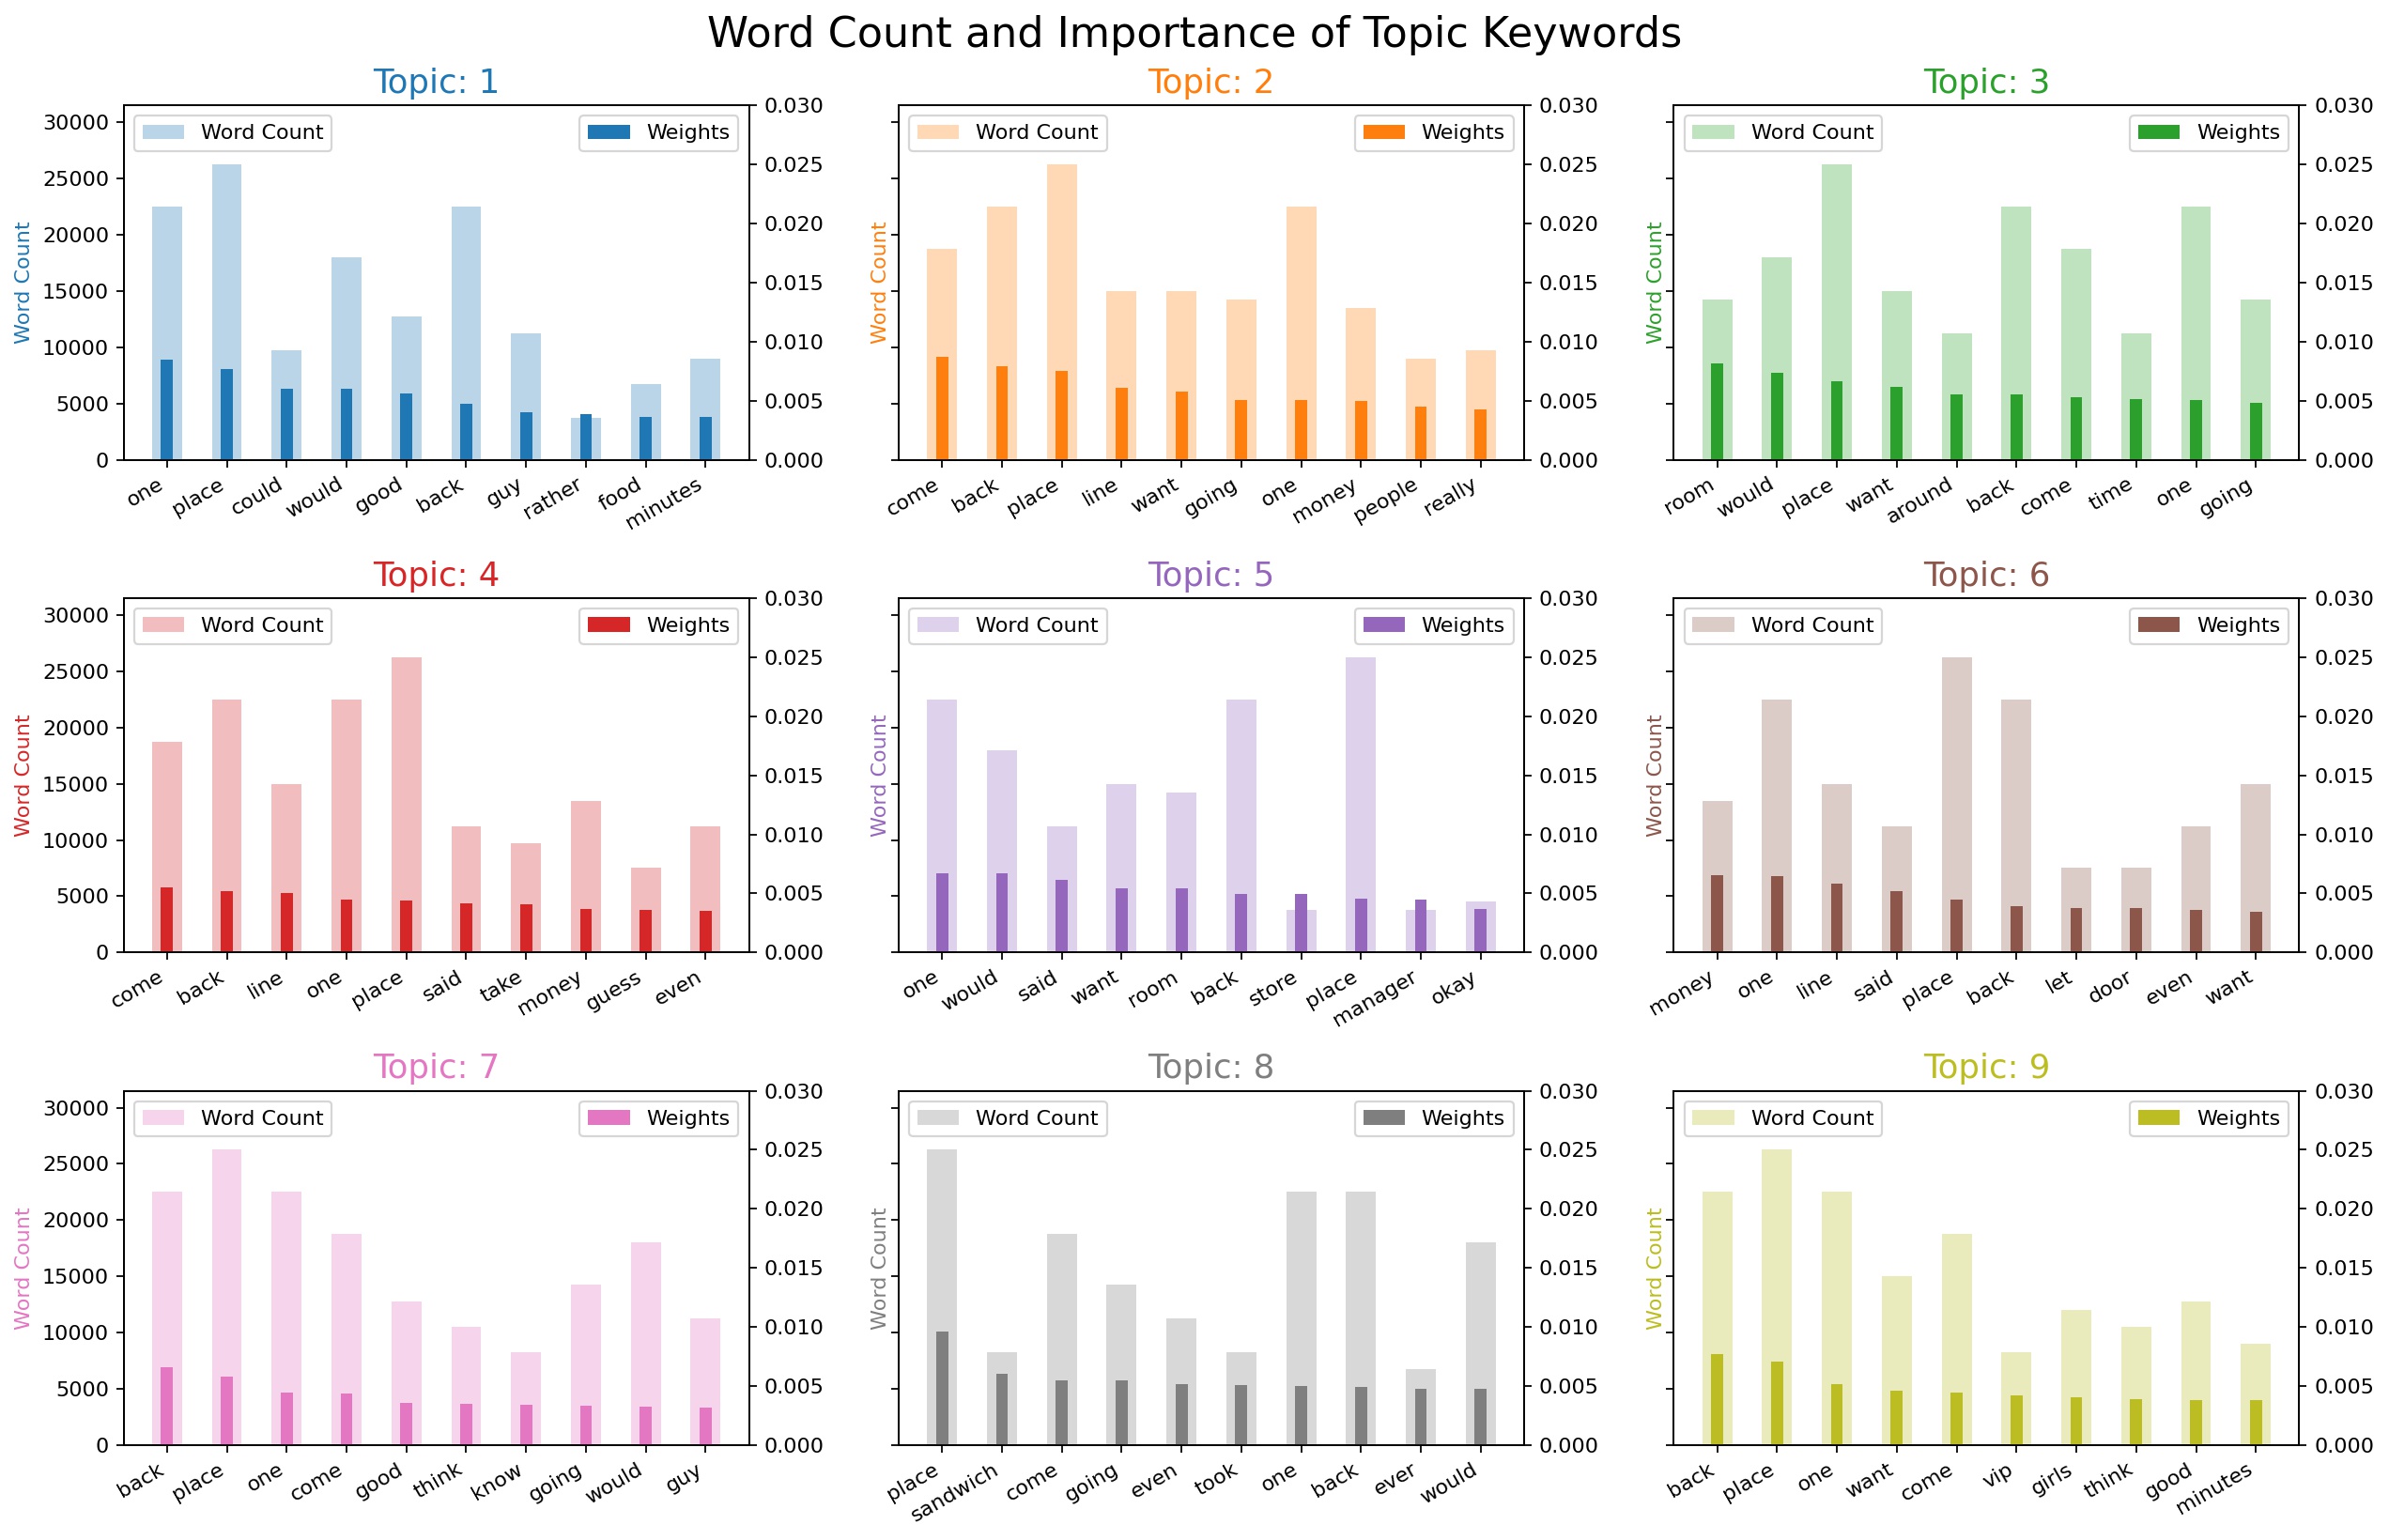 Word Count and Importance of Topic Keywords
Topic: 1
Word Count
Weights
Word Count
30000
25000
20000
15000
10000
5000
0
0.030
0.025
0.020
0.015
0.010
0.005
0.000
one place could would good back guy rather food minutes
Topic: 2
Word Count
Weights
Word Count
0.030
0.025
0.020
0.015
0.010
0.005
0.000
come back place line want going one money people really
Topic: 3
Word Count
Weights
Word Count
0.030
0.025
0.020
0.015
0.010
0.005
0.000
room would place want around back come time one going
Topic: 4
Word Count
Weights
Word Count
30000
25000
20000
15000
10000
5000
0
0.030
0.025
0.020
0.015
0.010
0.005
0.000
come back line one place said take money guess even
Topic: 5
Word Count
Weights
Word Count
0.030
0.025
0.020
0.015
0.010
0.005
0.000
one would said want room back store place manager okay
Topic: 6
Word Count
Weights
Word Count
0.030
0.025
0.020
0.015
0.010
0.005
0.000
money one line said place back let door even want
Topic: 7
Word Count
Weights
Word Count
30000
25000
20000
15000
10000
5000
0
0.030
0.025
0.020
0.015
0.010
0.005
0.000
back place one come good think know going would guy
Topic: 8
Word Count
Weights
Word Count
0.030
0.025
0.020
0.015
0.010
0.005
0.000
place sandwich come going even took one back ever would
Topic: 9
Word Count
Weights
Word Count
0.030
0.025
0.020
0.015
0.010
0.005
0.000
back place one want come vip girls think good minutes